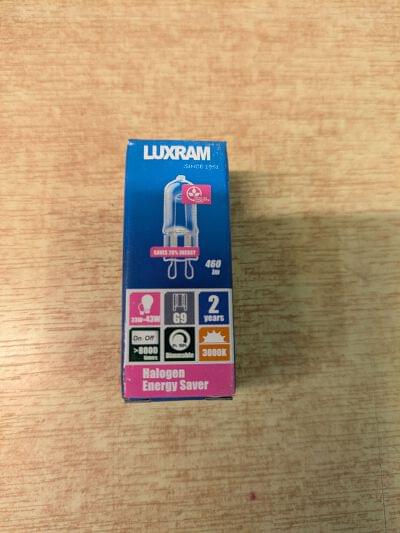 LUXRAM
SINCE 1951
SAVES 20% ENERGY
460
lm
33W=43W
G9
2
years
On/Off
>8000
times
Dimmable
3000K
Halogen
Energy Saver